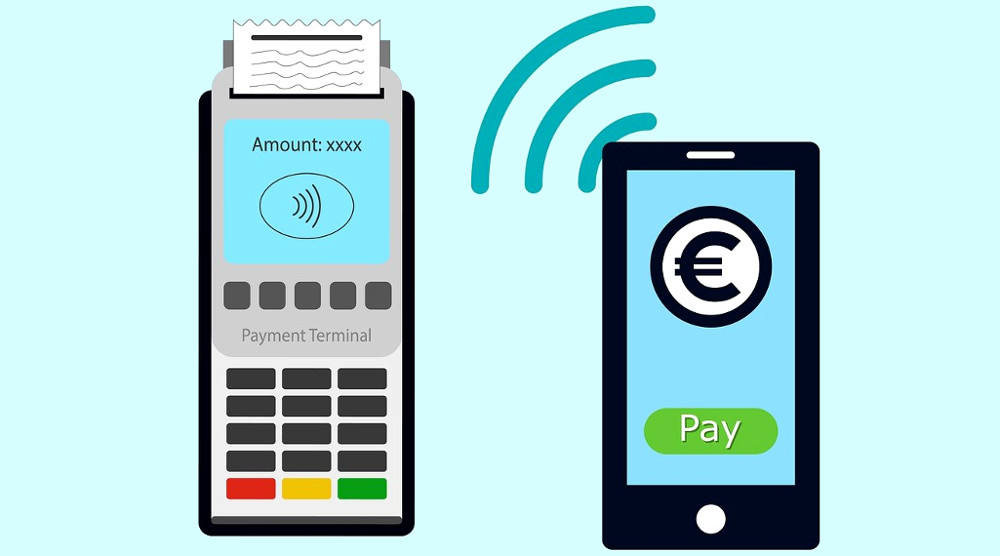 Amount: xxxx
Payment Terminal
€
Pay